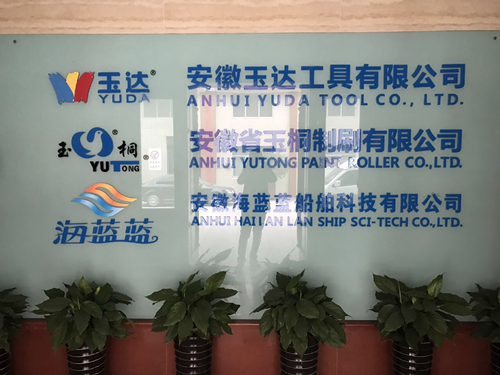 玉达®
YUDA
安徽玉达工具有限公司
ANHUI YUDA TOOL CO., LTD.
玉 桐®
YUTONG®
安徽省玉桐制刷有限公司
ANHUI YUTONG PAINT ROLLER CO.,LTD.
海蓝蓝
安徽海蓝蓝船舶科技有限公司
ANHUI HAI LAN LAN SHIP SCI-TECH CO.,LTD.